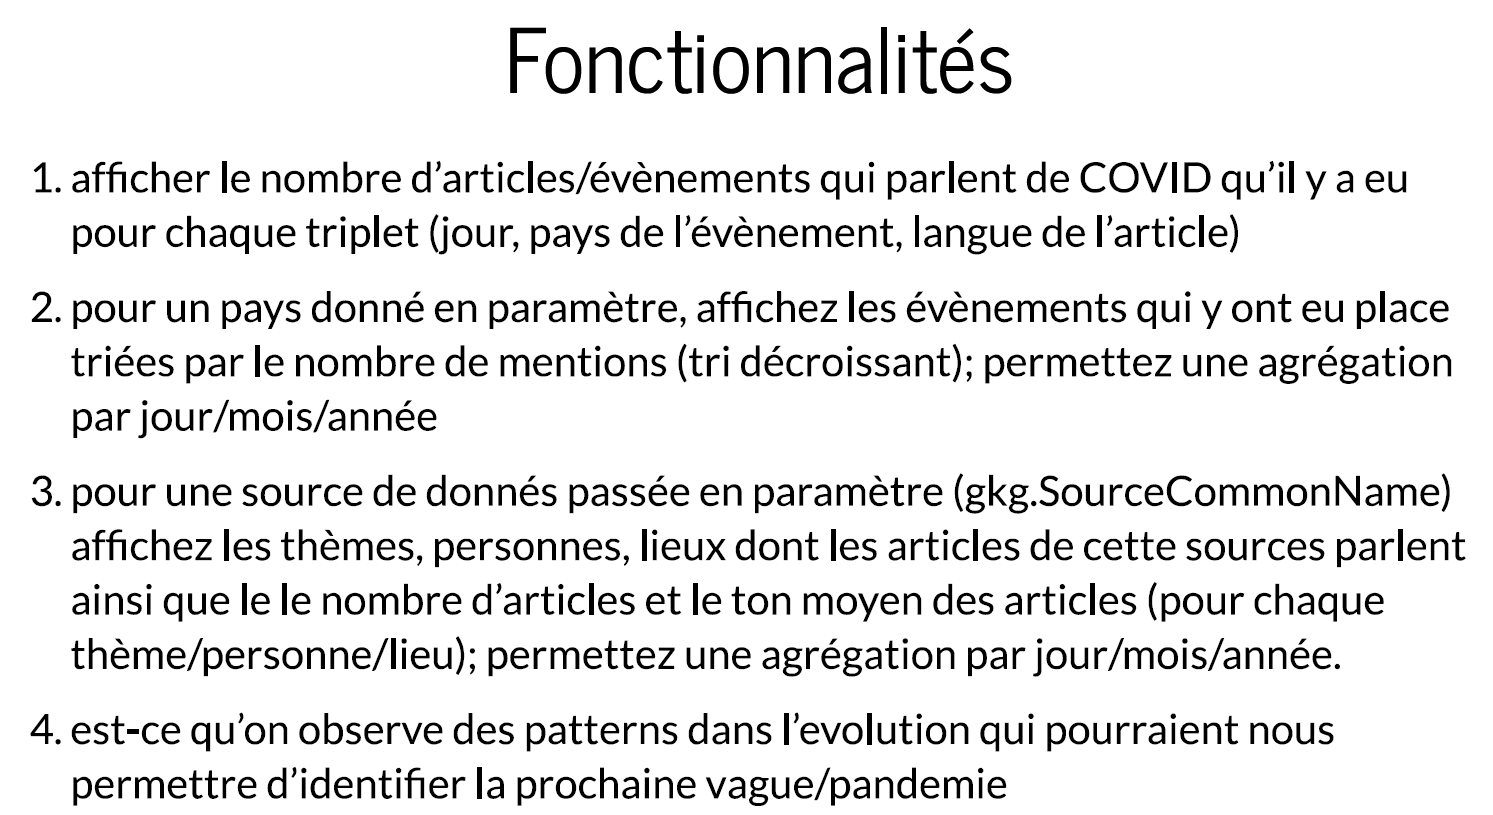 Fonctionnalités
1. afficher le nombre d’articles/évènements qui parlent de COVID qu’il y a eu
pour chaque triplet (jour, pays de l’évènement, langue de l’article)
2. pour un pays donné en paramètre, affichez les évènements qui y ont eu place
triées par le nombre de mentions (tri décroissant); permettez une agrégation
par jour/mois/année
3. pour une source de donnés passée en paramètre (gkg.SourceCommonName)
affichez les thèmes, personnes, lieux dont les articles de cette sources parlent
ainsi que le le nombre d’articles et le ton moyen des articles (pour chaque
thème/personne/lieu); permettez une agrégation par jour/mois/année.
4. est-ce qu’on observe des patterns dans l’evolution qui pourraient nous
permettre d’identifier la prochaine vague/pandemie